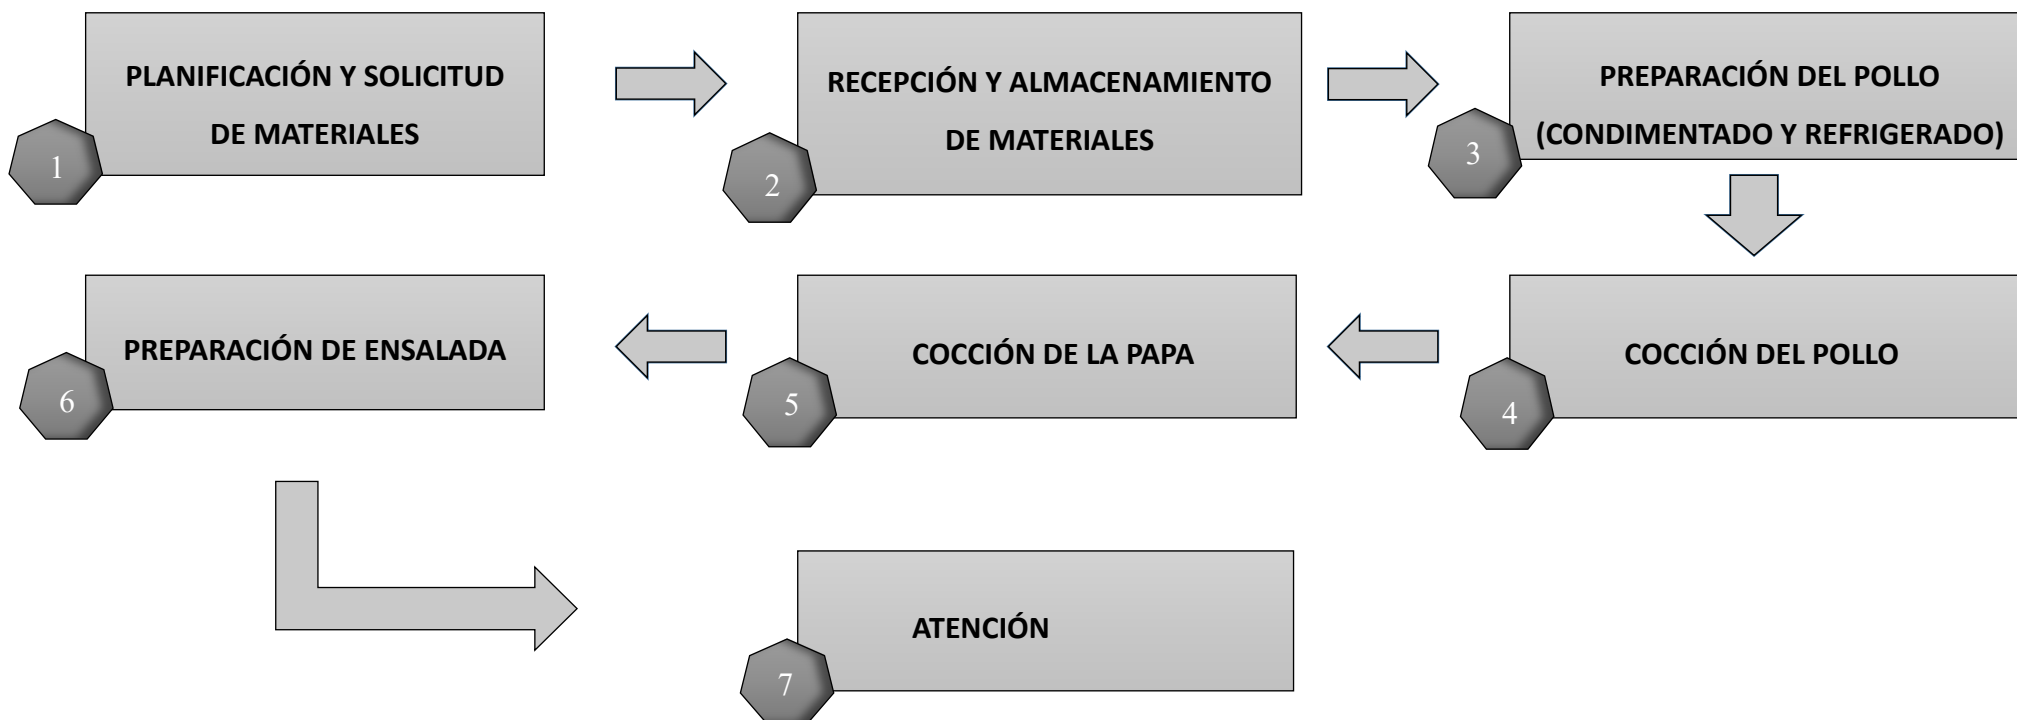 PLANIFICACIÓN Y SOLICITUD
DE MATERIALES
1
RECEPCIÓN Y ALMACENAMIENTO
DE MATERIALES
2
PREPARACIÓN DEL POLLO
(CONDIMENTADO Y REFRIGERADO)
3
COCCIÓN DEL POLLO
4
COCCIÓN DE LA PAPA
5
PREPARACIÓN DE ENSALADA
6
ATENCIÓN
7